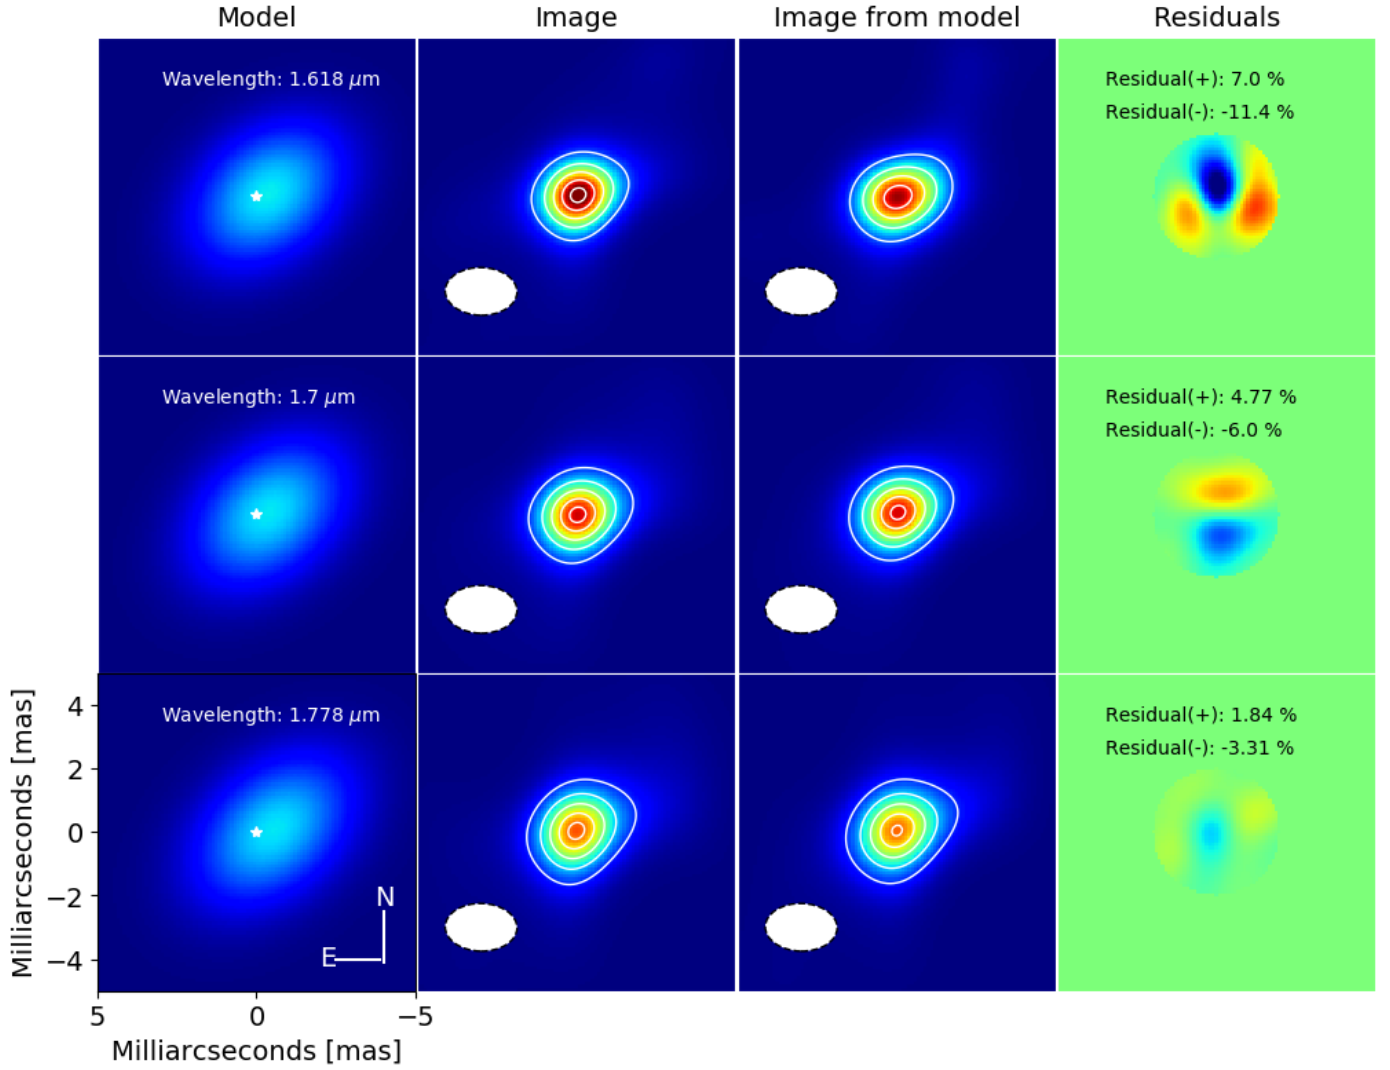 Model Image Image from model Residuals
Wavelength: 1.618 μm
Residual(+): 7.0 %
Residual(-): -11.4 %
Wavelength: 1.7 μm
Residual(+): 4.77 %
Residual(-): -6.0 %
Wavelength: 1.778 μm
Residual(+): 1.84 %
Residual(-): -3.31 %
4
2
0
−2
−4
Milliarcseconds [mas]
N
E
5 0 −5
Milliarcseconds [mas]